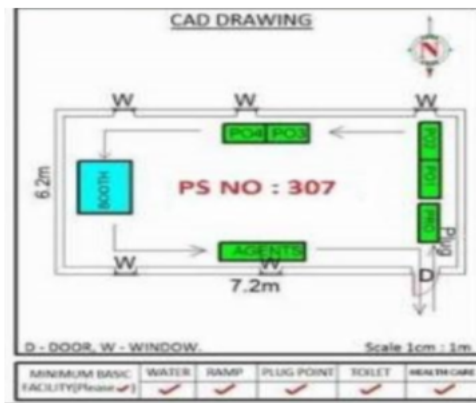 CAD DRAWING
N
W W W
PO4 PO3
PO2
PO1
6.2m
BOOTH
PS NO : 307
PRO
Plug
AGENTS
W W
D
7.2m
D - DOOR, W - WINDOW.
Scale 1cm : 1m
MINIMUM BASIC FACILITY(Please✓)
WATER
RAMP
PLUG POINT
TOILET
HEALTH CARE